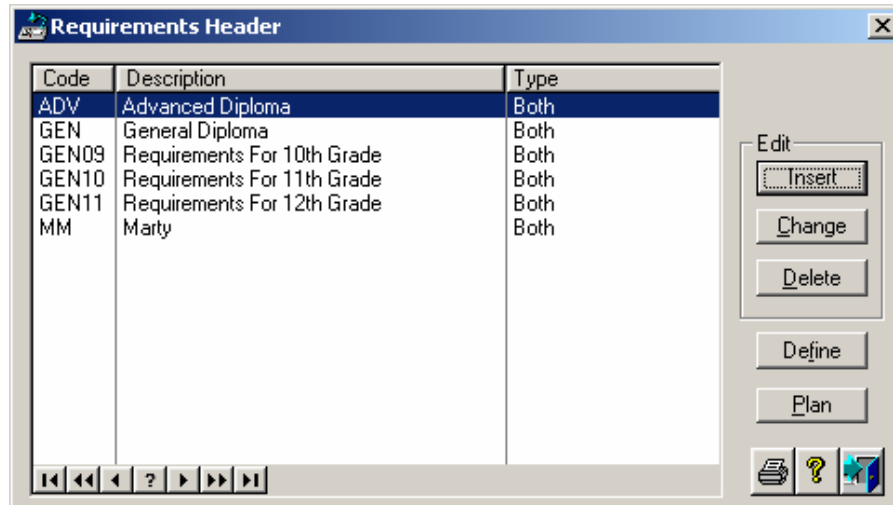 Requirements Header
Code Description Type
ADV Advanced Diploma Both
GEN General Diploma Both
GEN09 Requirements For 10th Grade Both
GEN10 Requirements For 11th Grade Both
GEN11 Requirements For 12th Grade Both
MM Marty Both
Edit
Insert
Change
Delete
Define
Plan
?
?